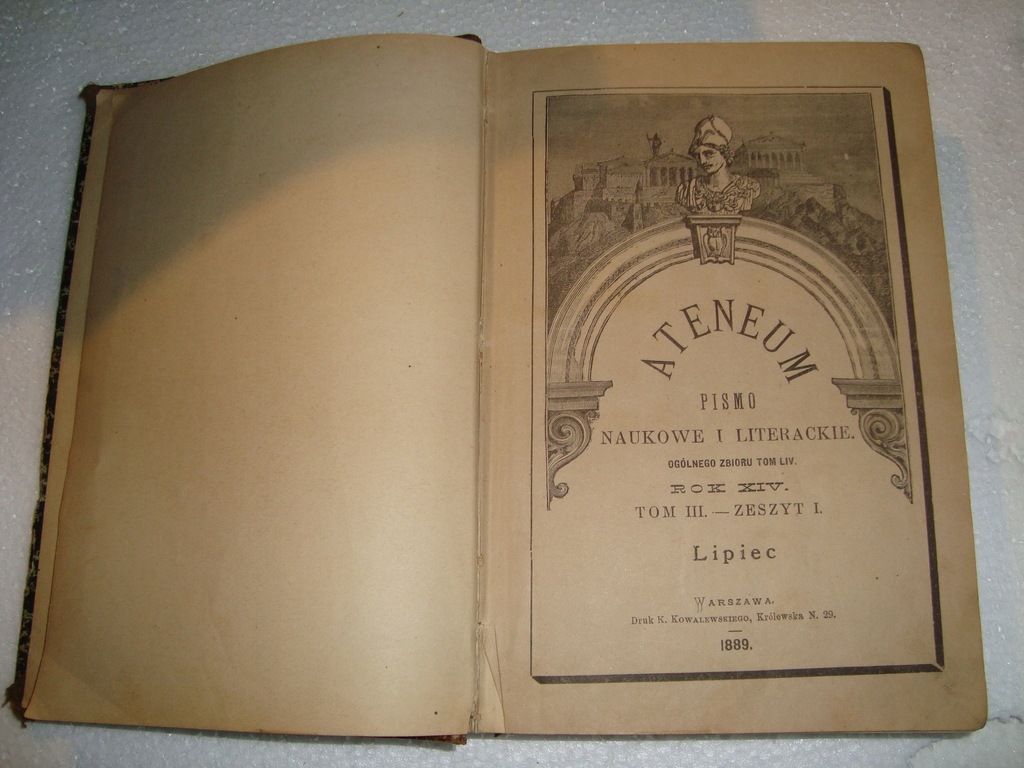 ATENEUM
PISMO
NAUKOWE I LITERACKIE.
OGÓLNEGO ZBIORU TOM LIV.
ROK XIV.
TOM III. — ZESZYT I.
Lipiec
WARSZAWA.
Druk K. KOWALEWSKIEGO, Królewska N. 29.
1889.